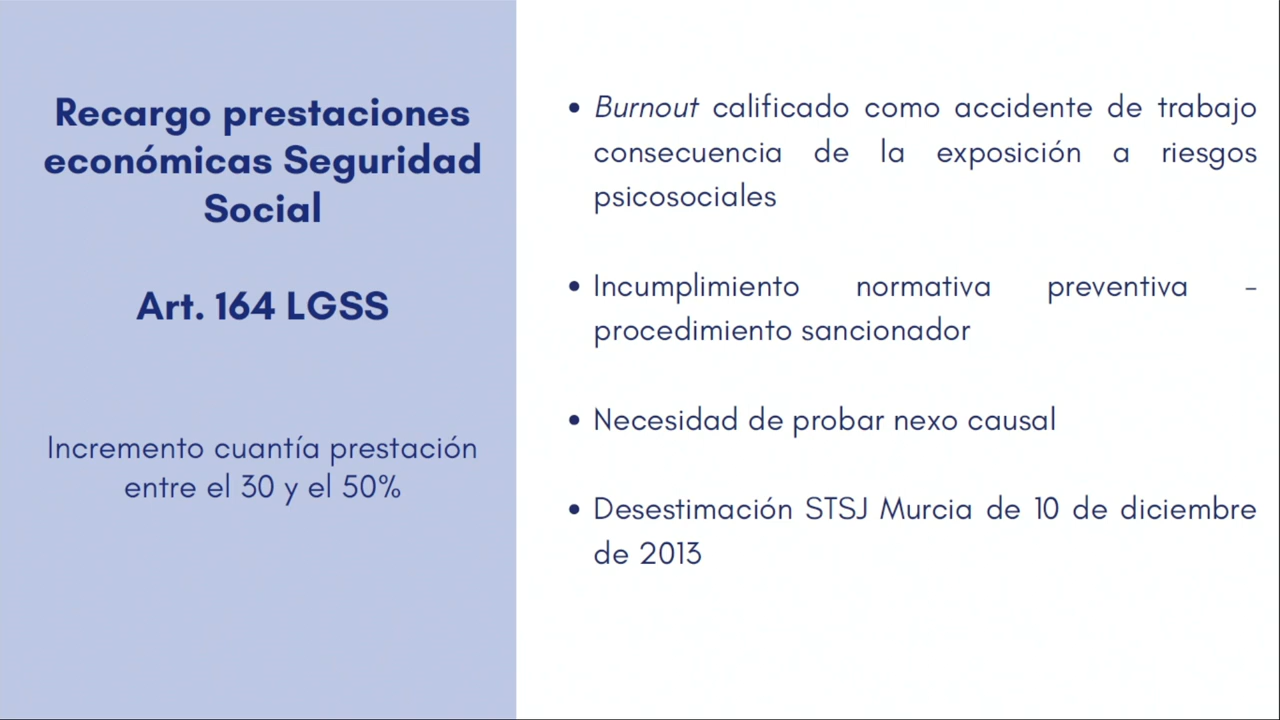 Recargo prestaciones
económicas Seguridad
Social
Art. 164 LGSS
Incremento cuantía prestación
entre el 30 y el 50%
• Burnout calificado como accidente de trabajo
consecuencia de la exposición a riesgos
psicosociales
• Incumplimiento normativa preventiva –
procedimiento sancionador
• Necesidad de probar nexo causal
• Desestimación STSJ Murcia de 10 de diciembre
de 2013